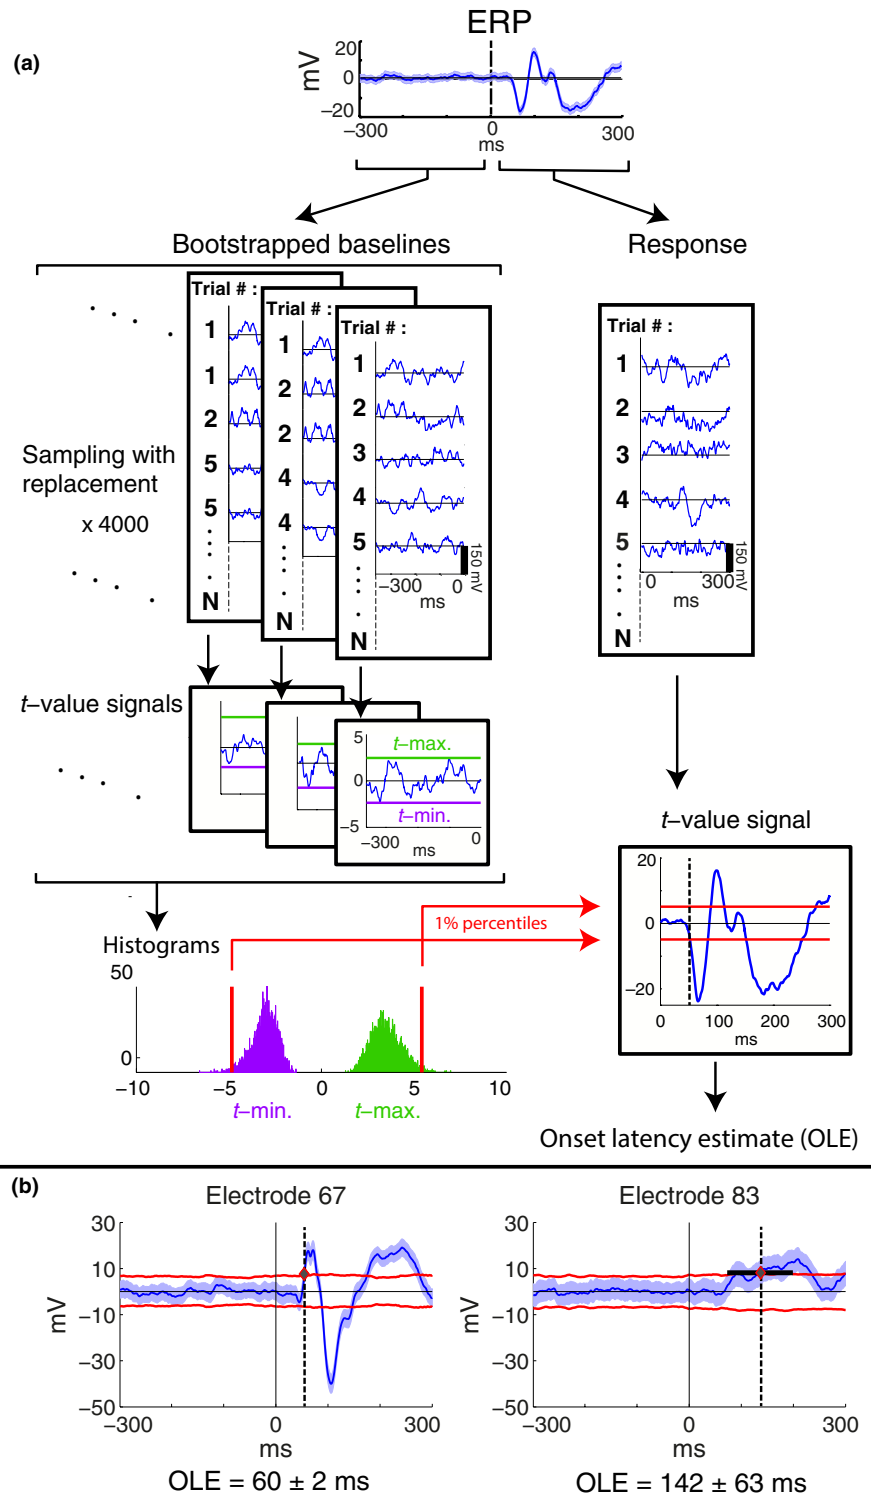 (a)
ERP
mV
20
0
−20
−300
0
300
ms
Bootstrapped baselines
Response
Trial # :
1
1
2
5
5
N
Trial # :
1
2
2
4
4
N
Trial # :
1
2
3
4
5
N
−300
0
ms
150 mV
Trial # :
1
2
3
4
5
N
0
300
ms
150 mV
Sampling with
replacement
x 4000
t−value signals
5
0
−5
t−max.
t−min.
−300
0
ms
t−value signal
20
0
−20
0
100
200
300
ms
1% percentiles
Histograms
50
0
−10
−5
0
5
10
t−min.
t−max.
Onset latency estimate (OLE)
(b)
Electrode 67
mV
30
10
−10
−30
−50
−300
0
300
ms
OLE = 60 ± 2 ms
Electrode 83
mV
30
10
−10
−30
−50
−300
0
300
ms
OLE = 142 ± 63 ms